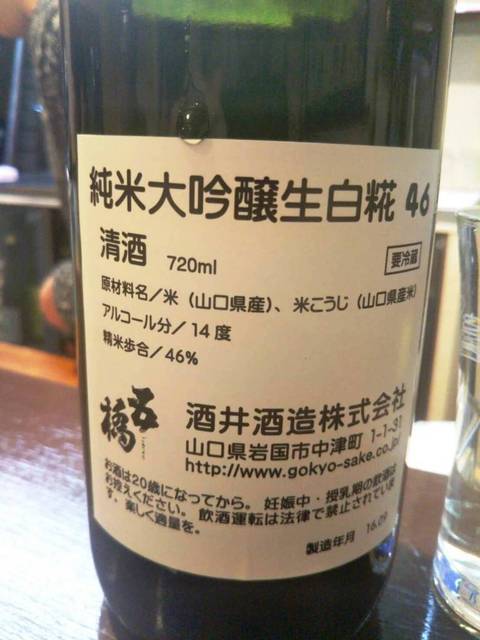 純米大吟醸生白糀 46
清酒 720ml
要冷蔵
原材料名／米（山口県産）、米こうじ（山口県産米）
アルコール分／14度
精米歩合／46%
五橋
酒井酒造株式会社
山口県岩国市中津町 1-1-31
http://www.gokyo-sake.co.jp/
お酒は20歳になってから。妊娠中・授乳期の飲酒は
お控えください。飲酒運転は法律で禁止されていま
す。楽しく適量を。
製造年月 16.09